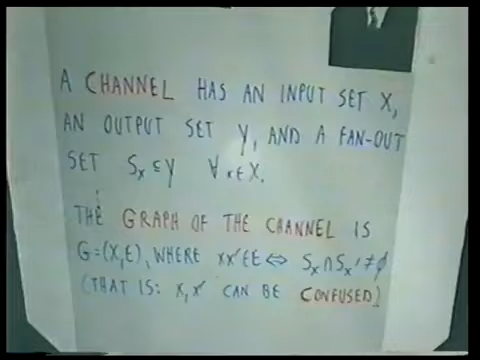 A CHANNEL HAS AN INPUT SET X,
AN OUTPUT SET Y, AND A FAN-OUT
SET Sₓ ⊆ Y ∀ x ∈ X.
THE GRAPH OF THE CHANNEL IS
G=(X,E), WHERE xx′∈E ⇔ Sₓ∩Sₓ′≠∅
(THAT IS: x,x′ CAN BE CONFUSED)